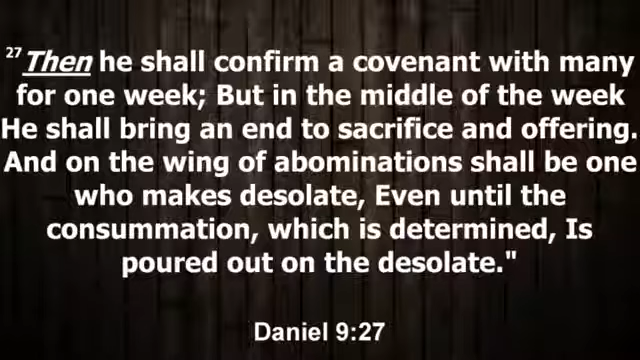 27 Then he shall confirm a covenant with many
for one week; But in the middle of the week
He shall bring an end to sacrifice and offering.
And on the wing of abominations shall be one
who makes desolate, Even until the
consummation, which is determined, Is
poured out on the desolate."
Daniel 9:27